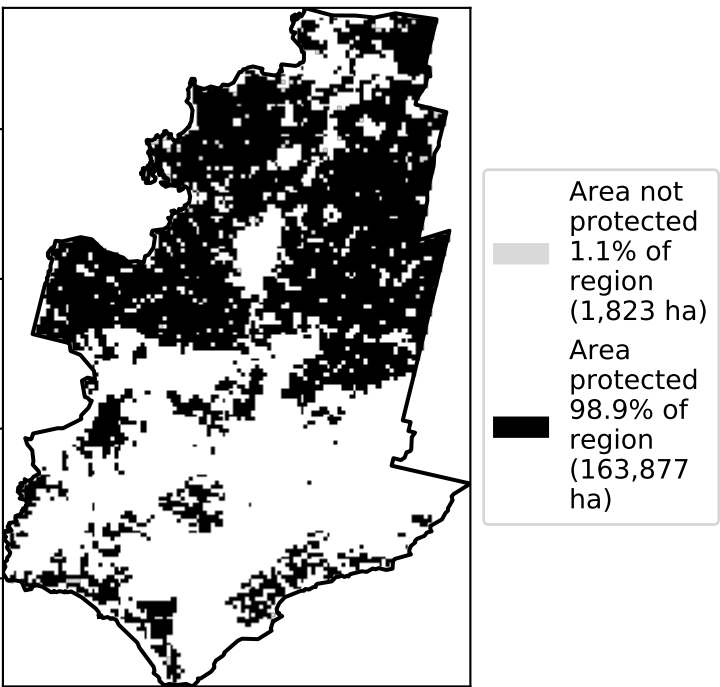 Area not
protected
1.1% of
region
(1,823 ha)
Area
protected
98.9% of
region
(163,877
ha)